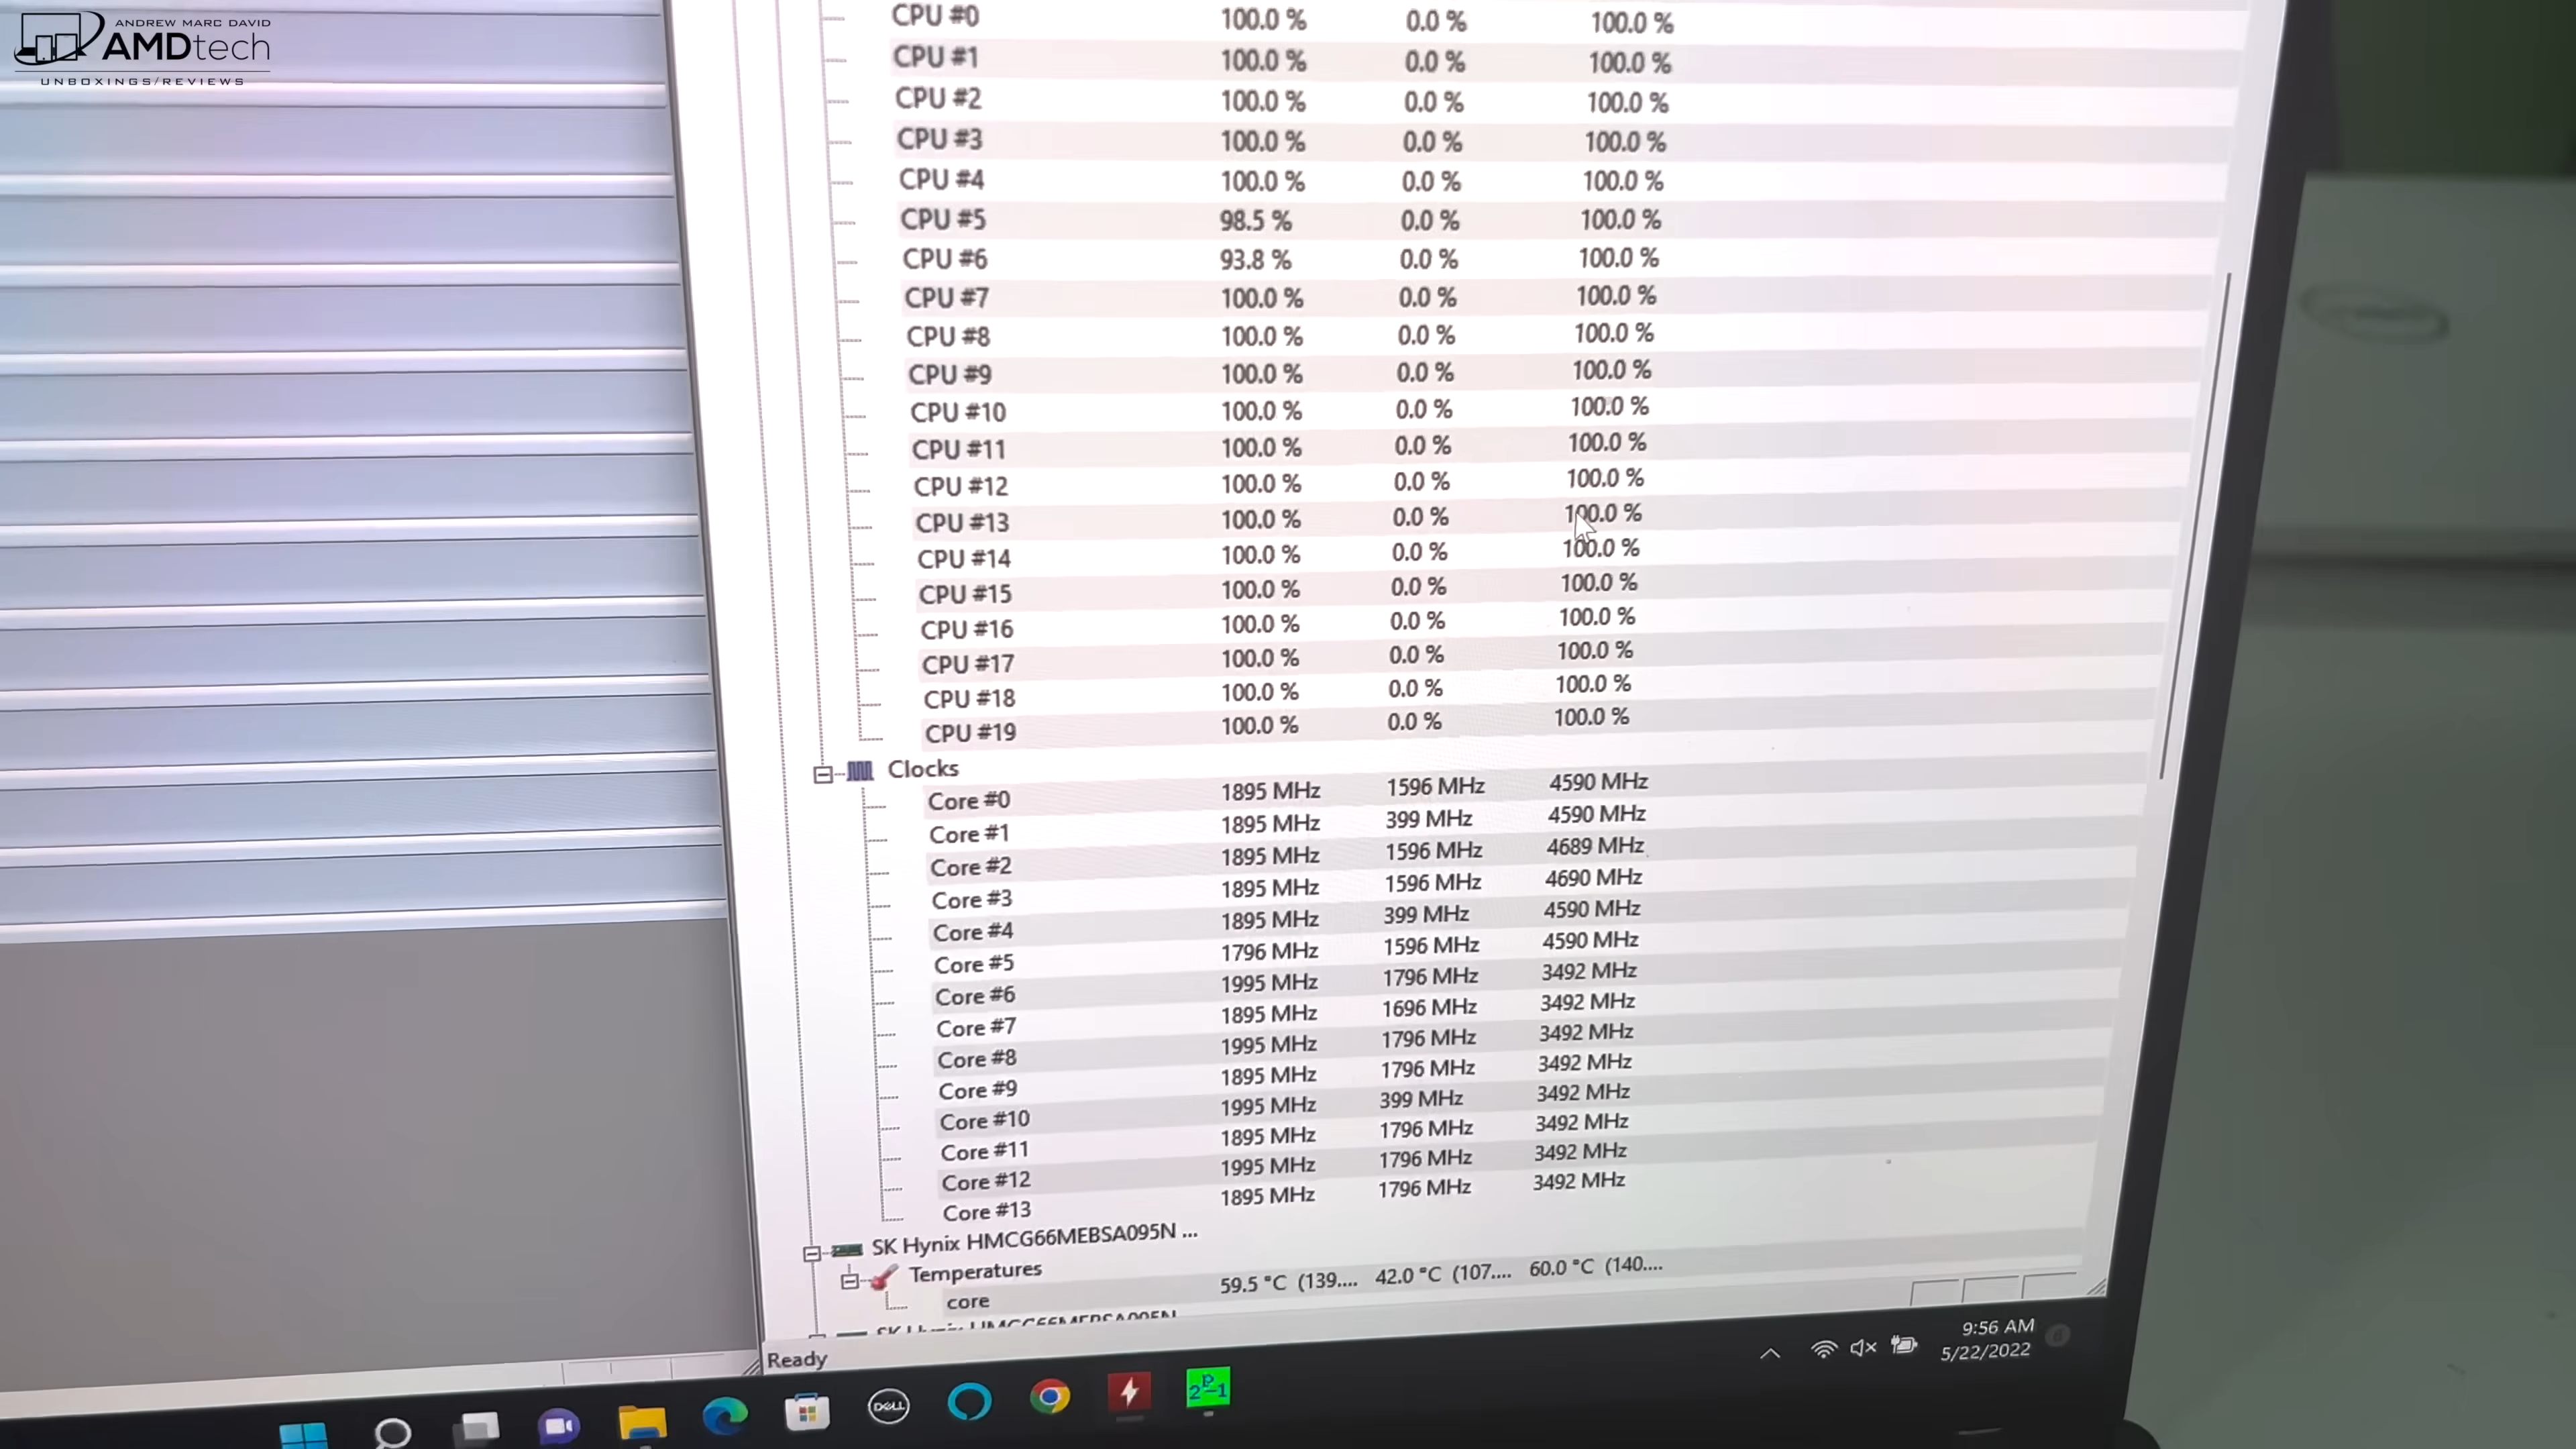 ANDREW MARC DAVID
AMDtech
UNBOXINGS/REVIEWS
CPU #0 100.0 % 0.0 % 100.0 %
CPU #1 100.0 % 0.0 % 100.0 %
CPU #2 100.0 % 0.0 % 100.0 %
CPU #3 100.0 % 0.0 % 100.0 %
CPU #4 100.0 % 0.0 % 100.0 %
CPU #5 98.5 % 0.0 % 100.0 %
CPU #6 93.8 % 0.0 % 100.0 %
CPU #7 100.0 % 0.0 % 100.0 %
CPU #8 100.0 % 0.0 % 100.0 %
CPU #9 100.0 % 0.0 % 100.0 %
CPU #10 100.0 % 0.0 % 100.0 %
CPU #11 100.0 % 0.0 % 100.0 %
CPU #12 100.0 % 0.0 % 100.0 %
CPU #13 100.0 % 0.0 % 100.0 %
CPU #14 100.0 % 0.0 % 100.0 %
CPU #15 100.0 % 0.0 % 100.0 %
CPU #16 100.0 % 0.0 % 100.0 %
CPU #17 100.0 % 0.0 % 100.0 %
CPU #18 100.0 % 0.0 % 100.0 %
CPU #19 100.0 % 0.0 % 100.0 %
Clocks
Core #0 1895 MHz 1596 MHz 4590 MHz
Core #1 1895 MHz 399 MHz 4590 MHz
Core #2 1895 MHz 1596 MHz 4689 MHz
Core #3 1895 MHz 1596 MHz 4690 MHz
Core #4 1895 MHz 399 MHz 4590 MHz
Core #5 1796 MHz 1596 MHz 4590 MHz
Core #6 1995 MHz 1796 MHz 3492 MHz
Core #7 1895 MHz 1696 MHz 3492 MHz
Core #8 1995 MHz 1796 MHz 3492 MHz
Core #9 1895 MHz 1796 MHz 3492 MHz
Core #10 1995 MHz 399 MHz 3492 MHz
Core #11 1895 MHz 1796 MHz 3492 MHz
Core #12 1995 MHz 1796 MHz 3492 MHz
Core #13 1895 MHz 1796 MHz 3492 MHz
SK Hynix HMCG66MEBSA095N ...
Temperatures
core 59.5 °C (139.... 42.0 °C (107.... 60.0 °C (140....
SK Hynix HMCG66MEBSA095N
Ready
9:56 AM
5/22/2022
DELL
2P-1